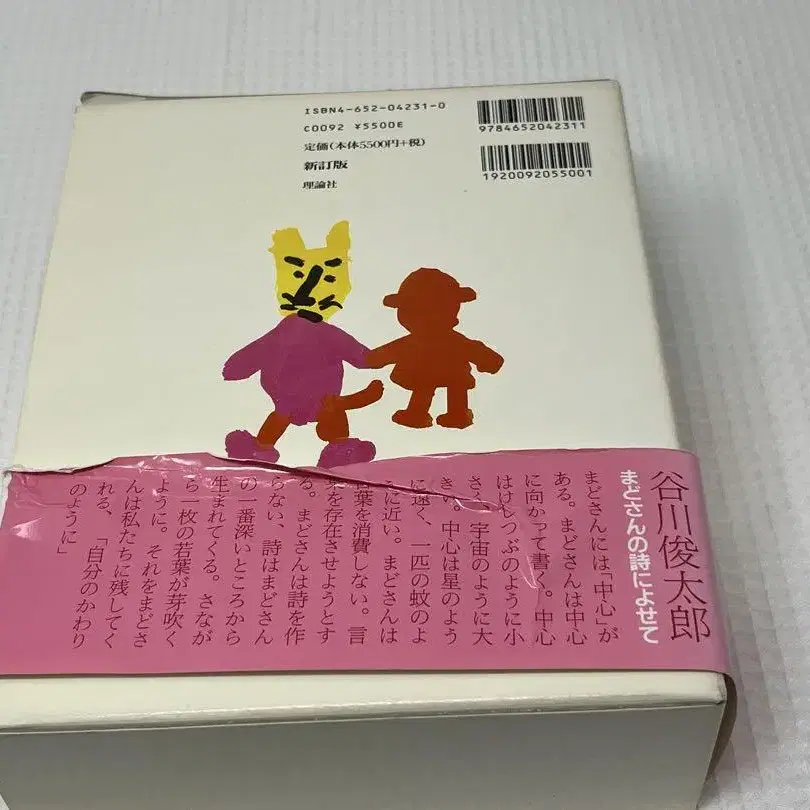 ISBN4-652-04231-0
C0092 ¥5500E
定価(本体5500円+税)
新訂版
理論社
9784652042311
1920092055001
谷川俊太郎
まどさんの詩によせて
まどさんには「中心」が
ある。まどさんは中心
に向かって書く。中心
はけしつぶのように小
さく、宇宙のように大
きい。中心は星のよう
に遠く、一匹の蚊のよ
うに近い。まどさんは
言葉を消費しない。言
葉を存在させようとす
る。まどさんは詩を作
らない、詩はまどさん
の一番深いところから
生まれてくる。さなが
ら一枚の若葉が芽吹く
ように。それをまどさ
んは私たちに残してく
れる、「自分のかわり
のように」